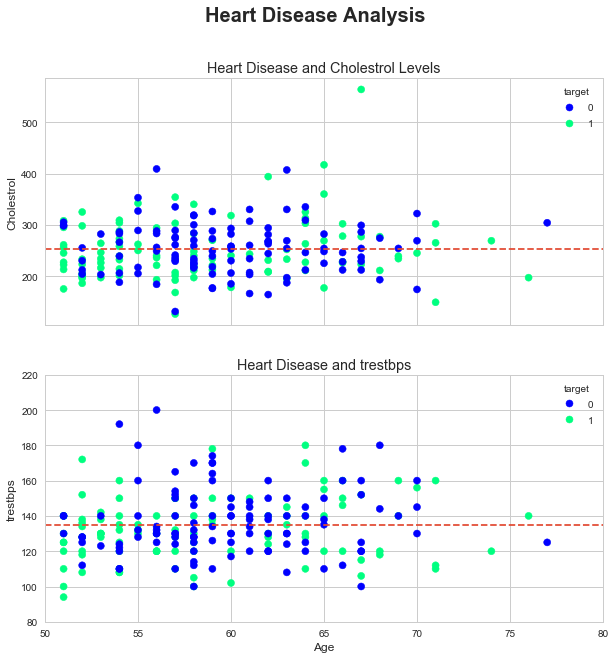 Heart Disease Analysis
Heart Disease and Cholestrol Levels
target
0
1
500
400
300
200
Cholestrol
Heart Disease and trestbps
target
0
1
220
200
180
160
140
120
100
80
trestbps
50 55 60 65 70 75 80
Age